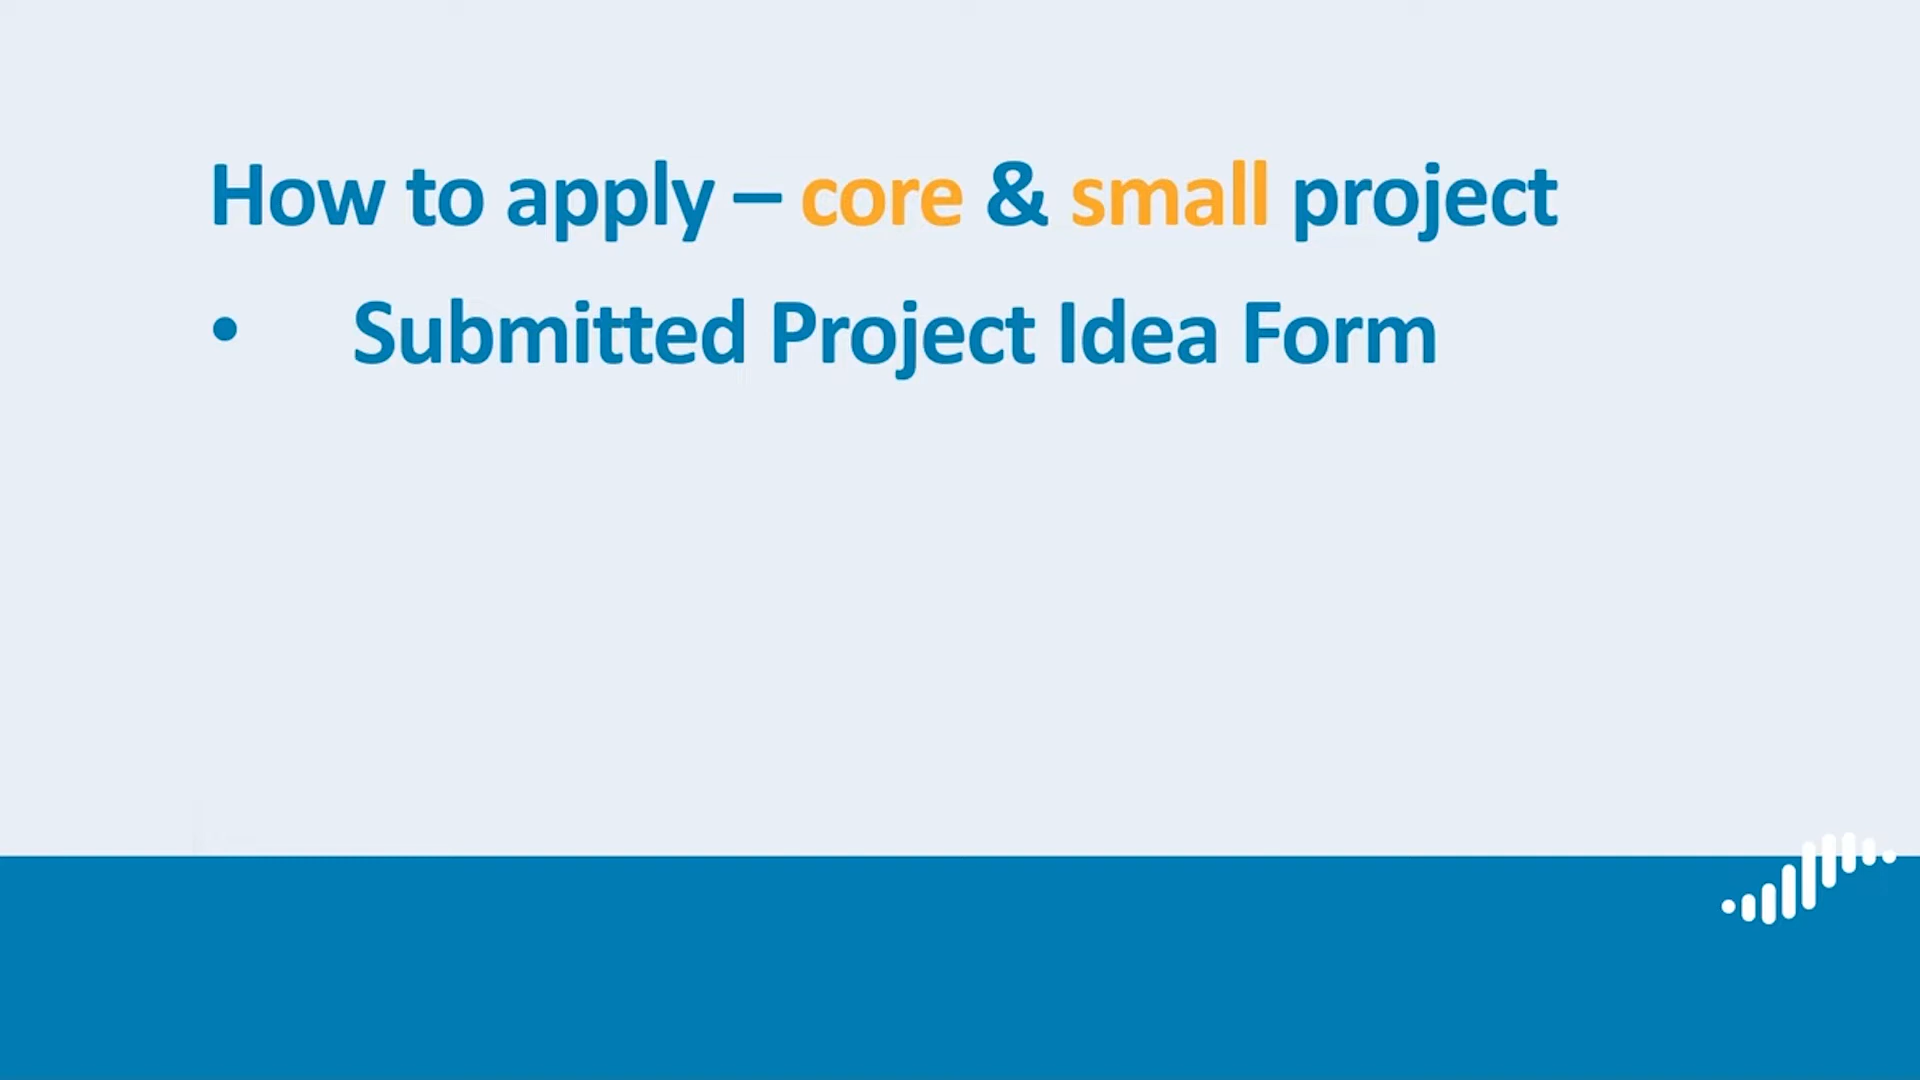 How to apply – core & small project
• Submitted Project Idea Form